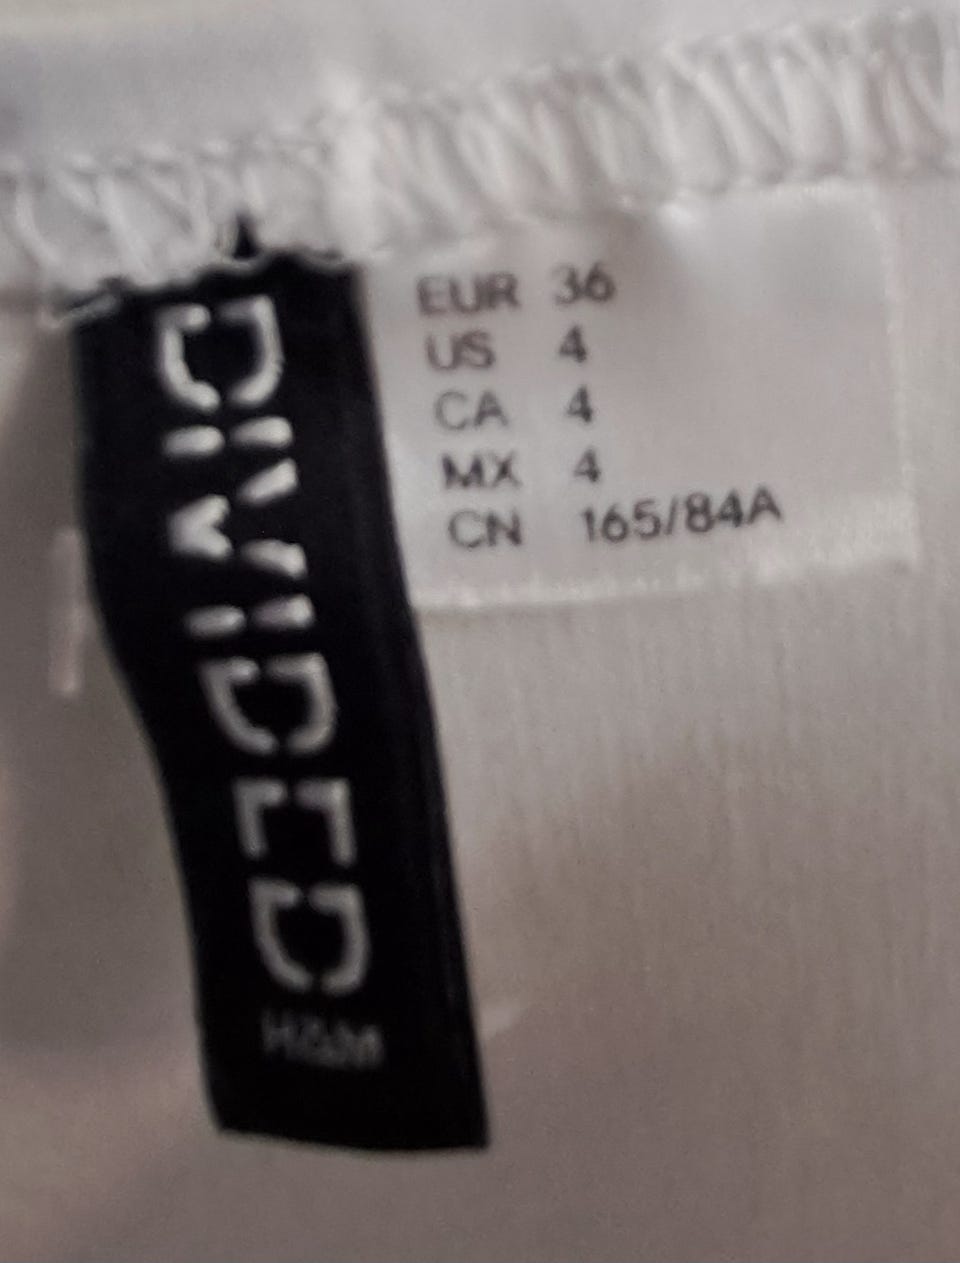 DIVIDED
H&M
EUR 36
US 4
CA 4
MX 4
CN 165/84A